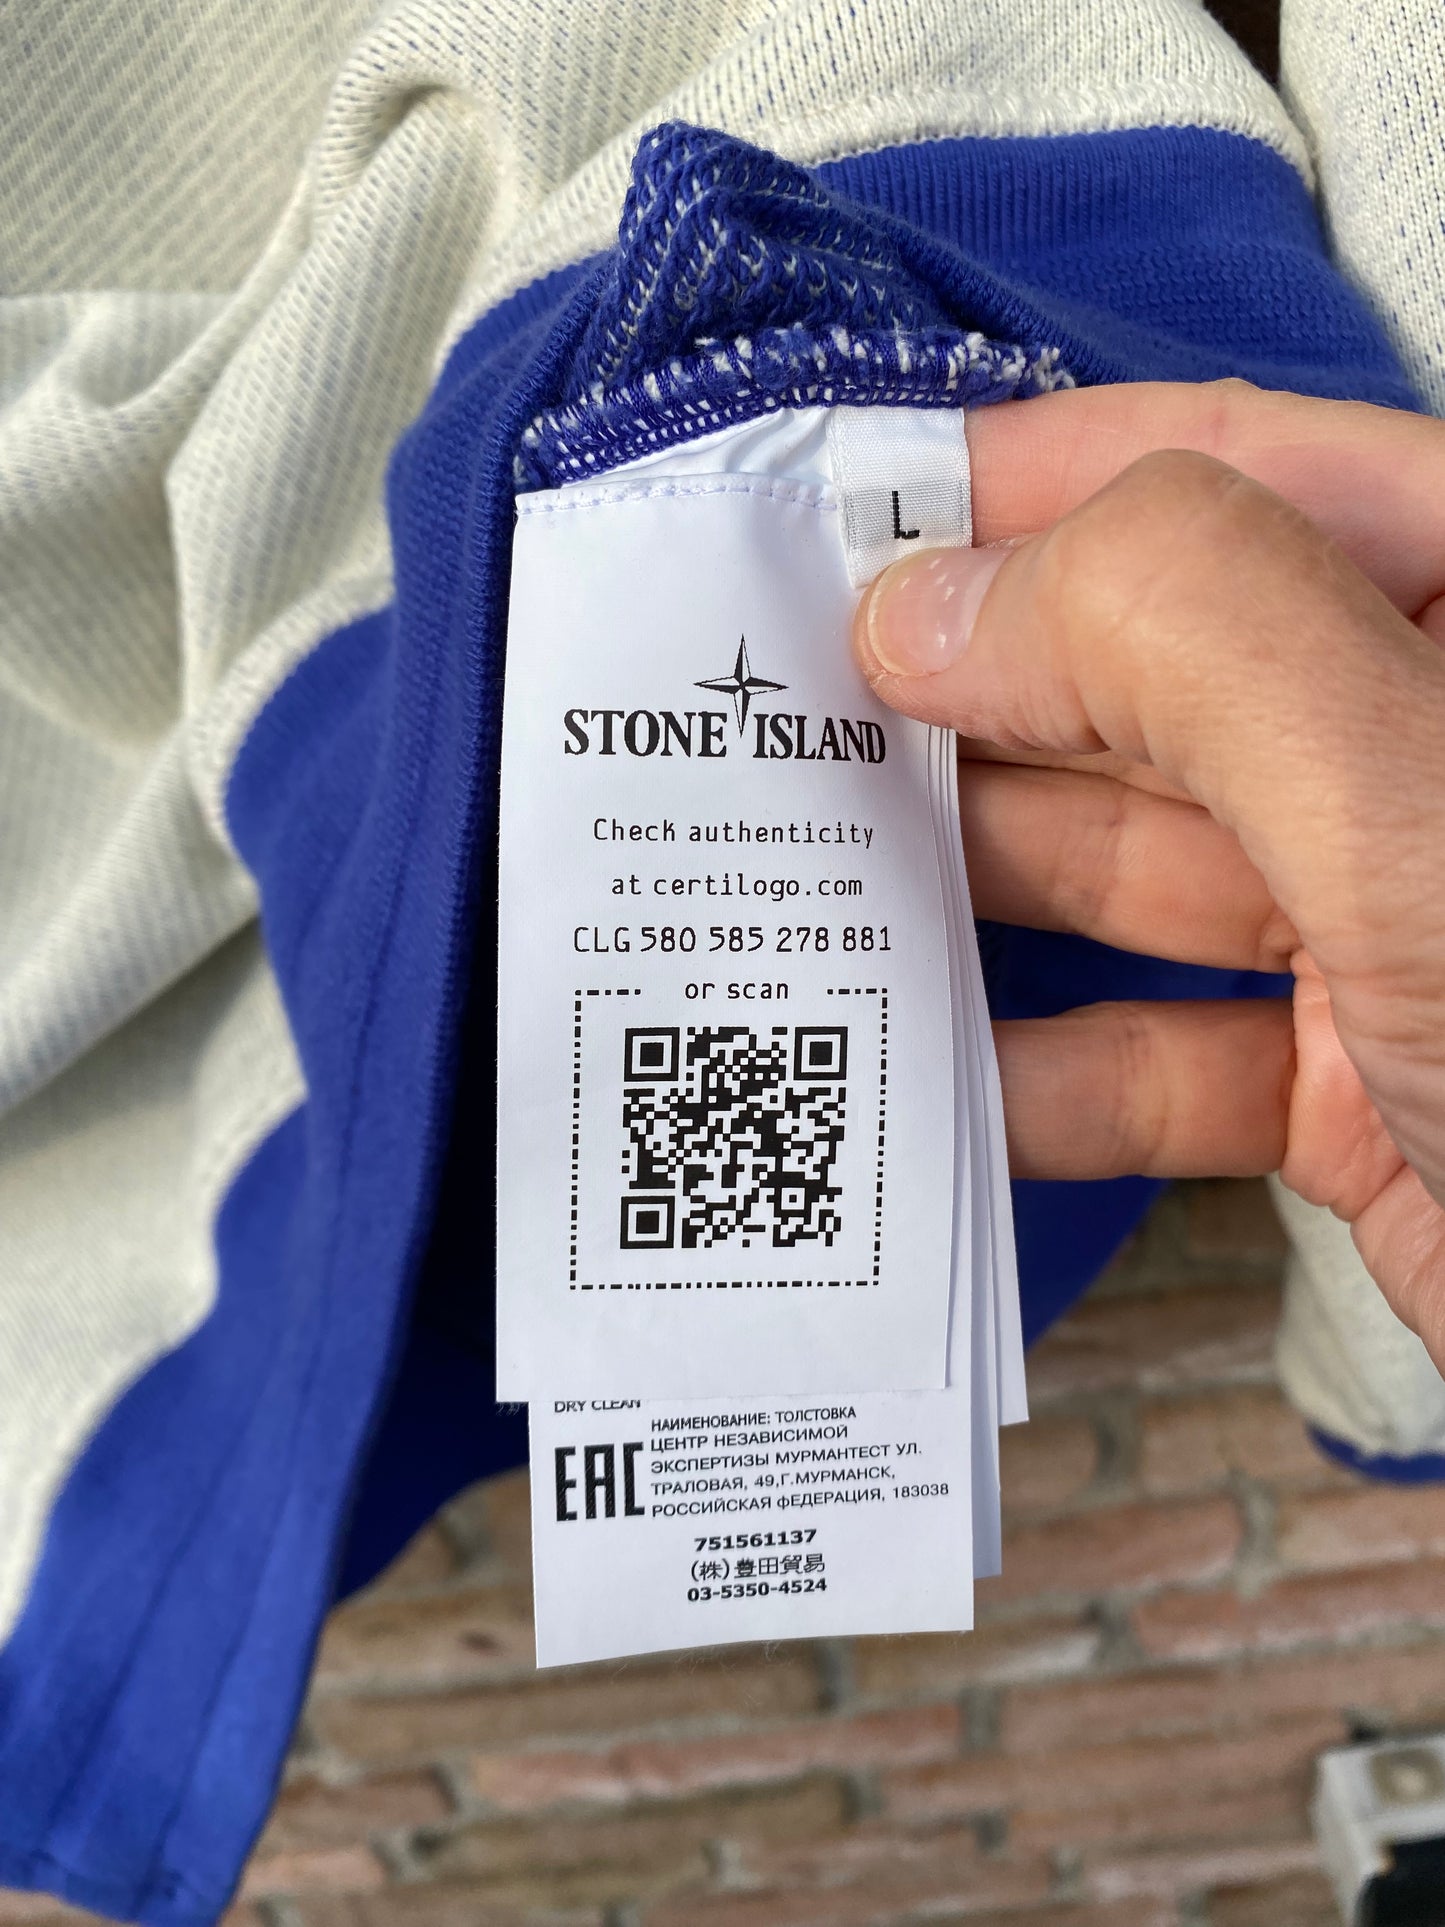 L
STONE ISLAND
Check authenticity
at certilogo.com
CLG 580 585 278 881
or scan
DRY CLEAN
EAC
НАИМЕНОВАНИЕ: ТОЛСТОВКА
ЦЕНТР НЕЗАВИСИМОЙ
ЭКСПЕРТИЗЫ МУРМАНТЕСТ УЛ.
ТРАЛОВАЯ, 49,Г.МУРМАНСК,
РОССИЙСКАЯ ФЕДЕРАЦИЯ, 183038
751561137
(株)豊田貿易
03-5350-4524